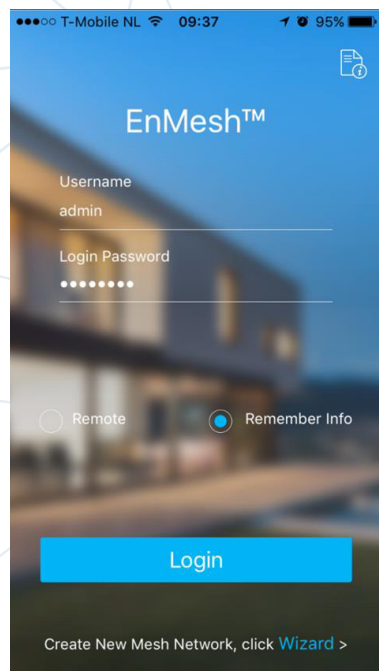 ●●●○○ T-Mobile NL 09:37 95%
EnMesh™
Username
admin
Login Password
●●●●●●●●
Remote Remember Info
Login
Create New Mesh Network, click Wizard >